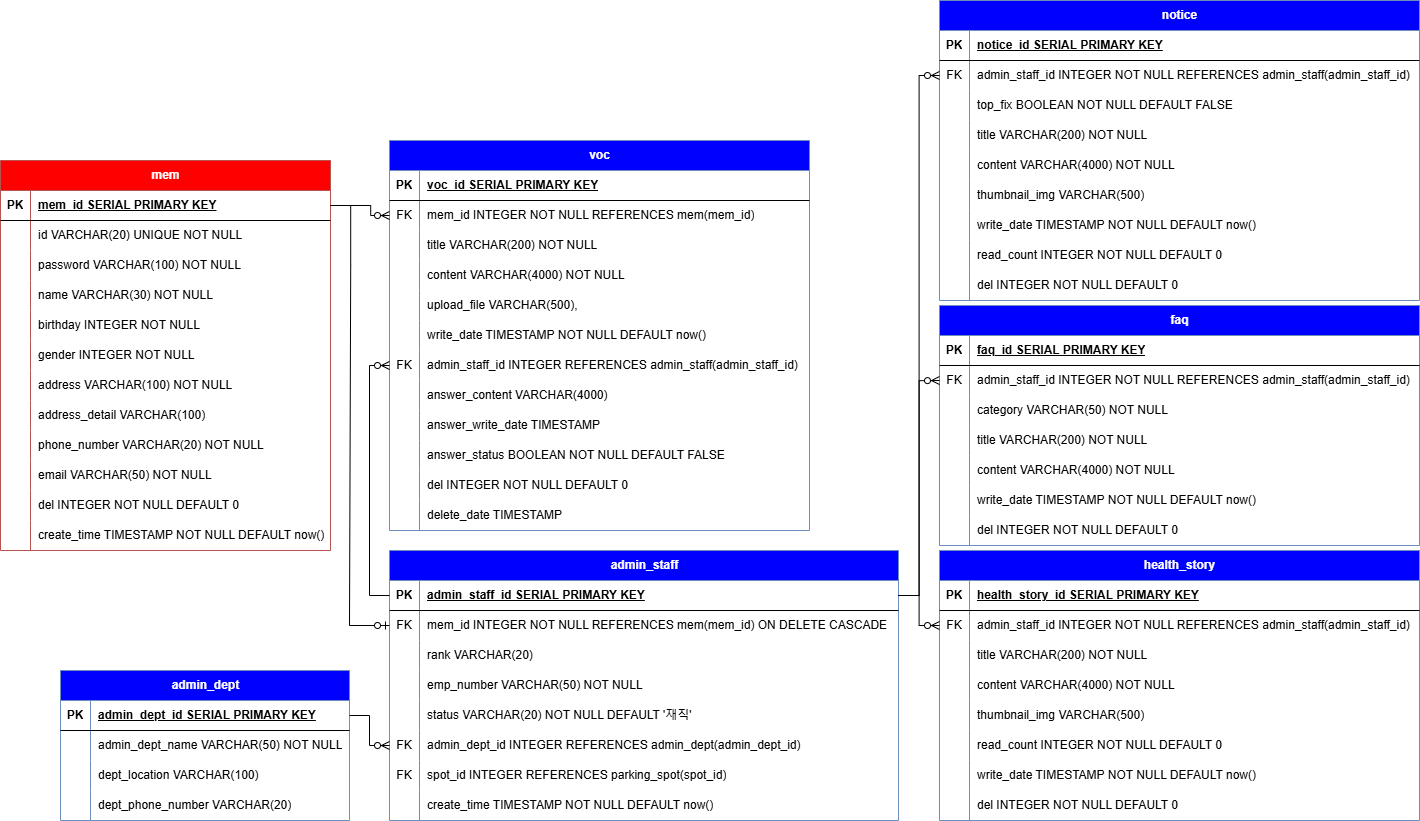 mem
PK mem_id SERIAL PRIMARY KEY
id VARCHAR(20) UNIQUE NOT NULL
password VARCHAR(100) NOT NULL
name VARCHAR(30) NOT NULL
birthday INTEGER NOT NULL
gender INTEGER NOT NULL
address VARCHAR(100) NOT NULL
address_detail VARCHAR(100)
phone_number VARCHAR(20) NOT NULL
email VARCHAR(50) NOT NULL
del INTEGER NOT NULL DEFAULT 0
create_time TIMESTAMP NOT NULL DEFAULT now()
admin_dept
PK admin_dept_id SERIAL PRIMARY KEY
admin_dept_name VARCHAR(50) NOT NULL
dept_location VARCHAR(100)
dept_phone_number VARCHAR(20)
voc
PK voc_id SERIAL PRIMARY KEY
FK mem_id INTEGER NOT NULL REFERENCES mem(mem_id)
title VARCHAR(200) NOT NULL
content VARCHAR(4000) NOT NULL
upload_file VARCHAR(500),
write_date TIMESTAMP NOT NULL DEFAULT now()
FK admin_staff_id INTEGER REFERENCES admin_staff(admin_staff_id)
answer_content VARCHAR(4000)
answer_write_date TIMESTAMP
answer_status BOOLEAN NOT NULL DEFAULT FALSE
del INTEGER NOT NULL DEFAULT 0
delete_date TIMESTAMP
admin_staff
PK admin_staff_id SERIAL PRIMARY KEY
FK mem_id INTEGER NOT NULL REFERENCES mem(mem_id) ON DELETE CASCADE
rank VARCHAR(20)
emp_number VARCHAR(50) NOT NULL
status VARCHAR(20) NOT NULL DEFAULT '재직'
FK admin_dept_id INTEGER REFERENCES admin_dept(admin_dept_id)
FK spot_id INTEGER REFERENCES parking_spot(spot_id)
create_time TIMESTAMP NOT NULL DEFAULT now()
notice
PK notice_id SERIAL PRIMARY KEY
FK admin_staff_id INTEGER NOT NULL REFERENCES admin_staff(admin_staff_id)
top_fix BOOLEAN NOT NULL DEFAULT FALSE
title VARCHAR(200) NOT NULL
content VARCHAR(4000) NOT NULL
thumbnail_img VARCHAR(500)
write_date TIMESTAMP NOT NULL DEFAULT now()
read_count INTEGER NOT NULL DEFAULT 0
del INTEGER NOT NULL DEFAULT 0
faq
PK faq_id SERIAL PRIMARY KEY
FK admin_staff_id INTEGER NOT NULL REFERENCES admin_staff(admin_staff_id)
category VARCHAR(50) NOT NULL
title VARCHAR(200) NOT NULL
content VARCHAR(4000) NOT NULL
write_date TIMESTAMP NOT NULL DEFAULT now()
del INTEGER NOT NULL DEFAULT 0
health_story
PK health_story_id SERIAL PRIMARY KEY
FK admin_staff_id INTEGER NOT NULL REFERENCES admin_staff(admin_staff_id)
title VARCHAR(200) NOT NULL
content VARCHAR(4000) NOT NULL
thumbnail_img VARCHAR(500)
read_count INTEGER NOT NULL DEFAULT 0
write_date TIMESTAMP NOT NULL DEFAULT now()
del INTEGER NOT NULL DEFAULT 0